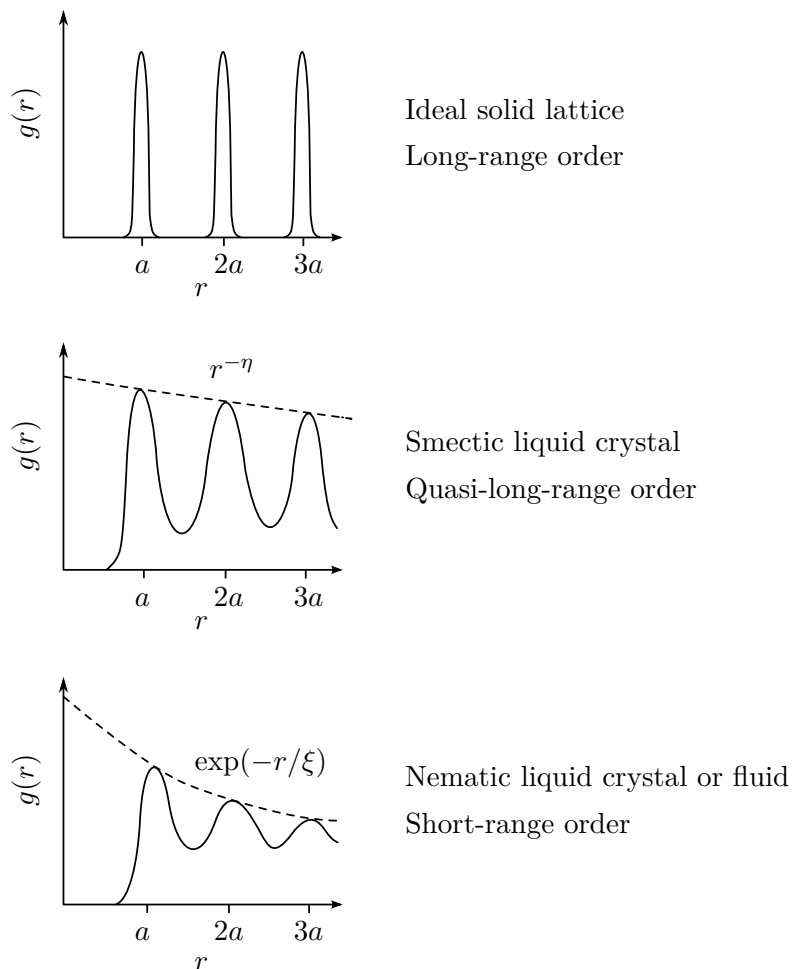 g(r)
Ideal solid lattice
Long-range order
a 2a 3a
r
r^{-η}
g(r)
Smectic liquid crystal
Quasi-long-range order
a 2a 3a
r
exp(−r/ξ)
g(r)
Nematic liquid crystal or fluid
Short-range order
a 2a 3a
r